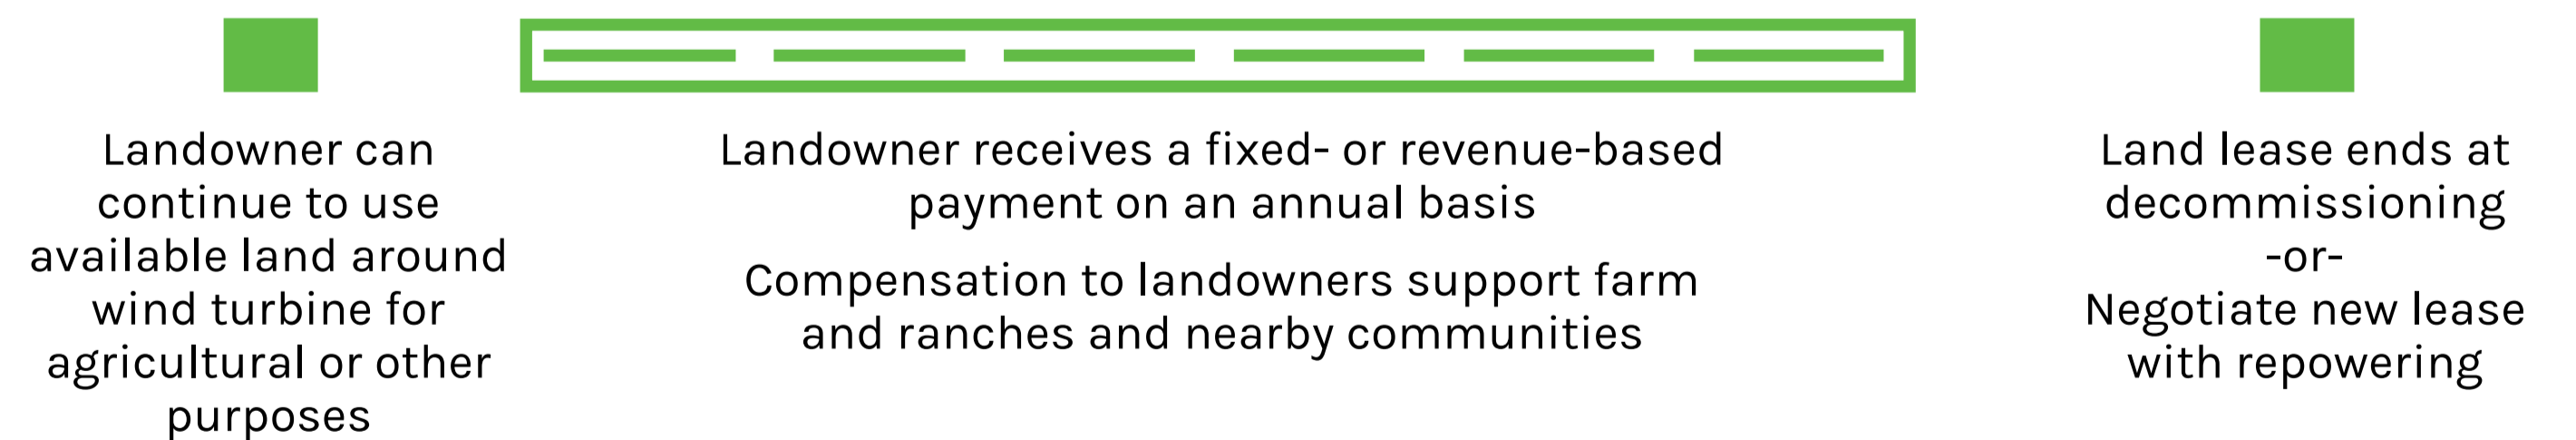 Landowner can
continue to use
available land around
wind turbine for
agricultural or other
purposes
Landowner receives a fixed- or revenue-based
payment on an annual basis
Compensation to landowners support farm
and ranches and nearby communities
Land lease ends at
decommissioning
-or-
Negotiate new lease
with repowering